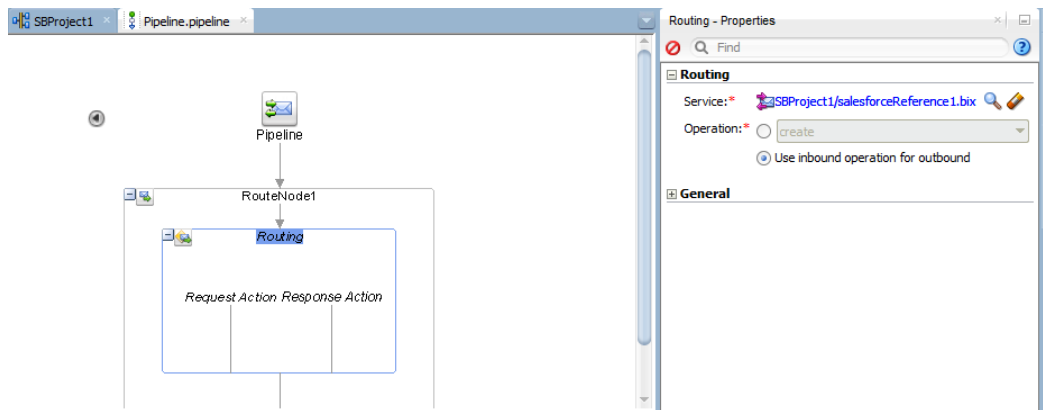 SBProject1
Pipeline.pipeline
Pipeline
RouteNode1
Routing
Request Action Response Action
Routing - Properties
Find
Routing
Service:* SBProject1/salesforceReference1.bix
Operation:* create
Use inbound operation for outbound
General